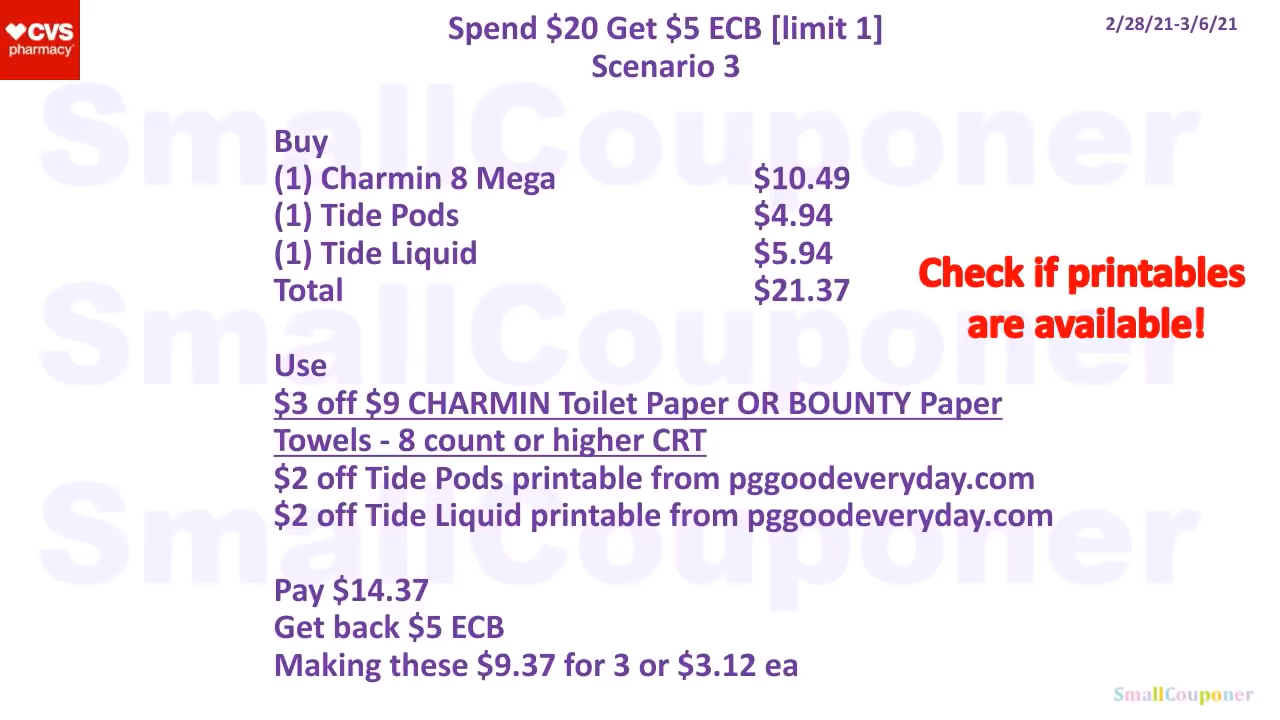 CVS
pharmacy
Spend $20 Get $5 ECB [limit 1]
Scenario 3
2/28/21-3/6/21
Buy
(1) Charmin 8 Mega $10.49
(1) Tide Pods $4.94
(1) Tide Liquid $5.94
Total $21.37
Check if printables
are available!
Use
$3 off $9 CHARMIN Toilet Paper OR BOUNTY Paper
Towels - 8 count or higher CRT
$2 off Tide Pods printable from pggoodeveryday.com
$2 off Tide Liquid printable from pggoodeveryday.com
Pay $14.37
Get back $5 ECB
Making these $9.37 for 3 or $3.12 ea
SmallCouponer
SmallCouponer
SmallCouponer
SmallCouponer